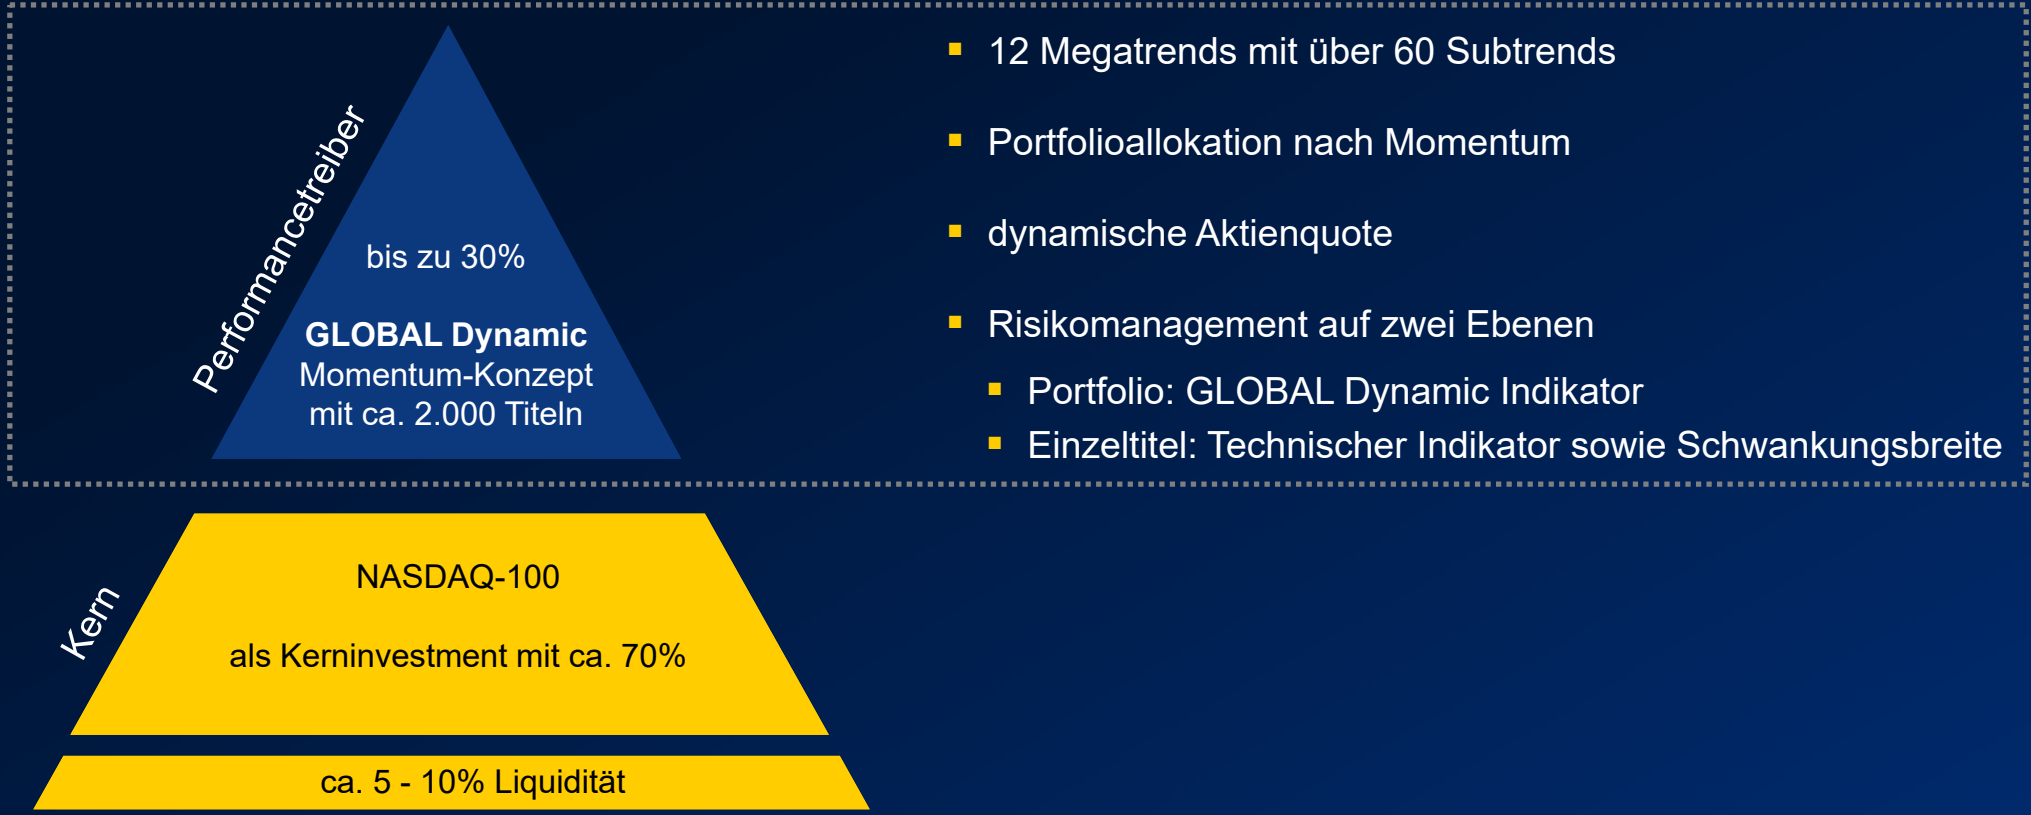 Performancetreiber
bis zu 30%
GLOBAL Dynamic
Momentum-Konzept
mit ca. 2.000 Titeln
12 Megatrends mit über 60 Subtrends
Portfolioallokation nach Momentum
dynamische Aktienquote
Risikomanagement auf zwei Ebenen
Portfolio: GLOBAL Dynamic Indikator
Einzeltitel: Technischer Indikator sowie Schwankungsbreite
Kern
NASDAQ-100
als Kerninvestment mit ca. 70%
ca. 5 - 10% Liquidität